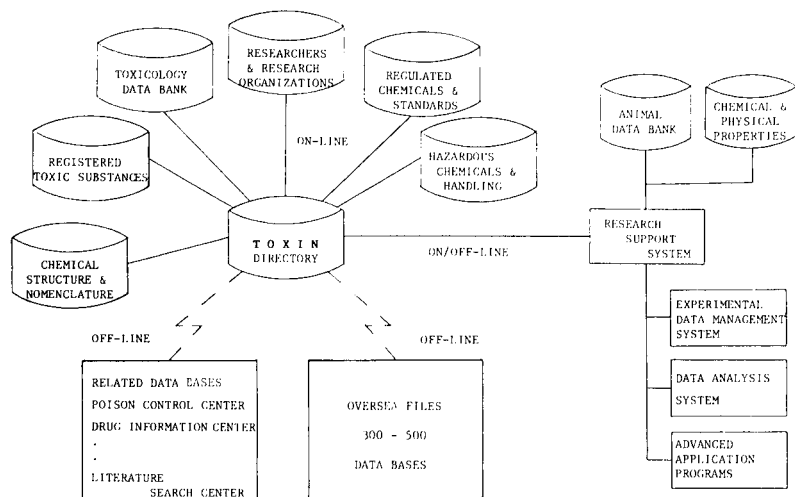 RESEARCHERS
& RESEARCH
ORGANIZATIONS
TOXICOLOGY
DATA BANK
REGULATED
CHEMICALS &
STANDARDS
ANIMAL
DATA BANK
CHEMICAL &
PHYSICAL
PROPERTIES
ON-LINE
REGISTERED
TOXIC SUBSTANCES
HAZARDOUS
CHEMICALS &
HANDLING
TOXIN
DIRECTORY
ON/OFF-LINE
RESEARCH
SUPPORT
SYSTEM
CHEMICAL
STRUCTURE &
NOMENCLATURE
EXPERIMENTAL
DATA MANAGEMENT
SYSTEM
OFF-LINE
OFF-LINE
RELATED DATA BASES
POISON CONTROL CENTER
DRUG INFORMATION CENTER
.
.
LITERATURE
SEARCH CENTER
OVERSEA FILES
300 - 500
DATA BASES
DATA ANALYSIS
SYSTEM
ADVANCED
APPLICATION
PROGRAMS